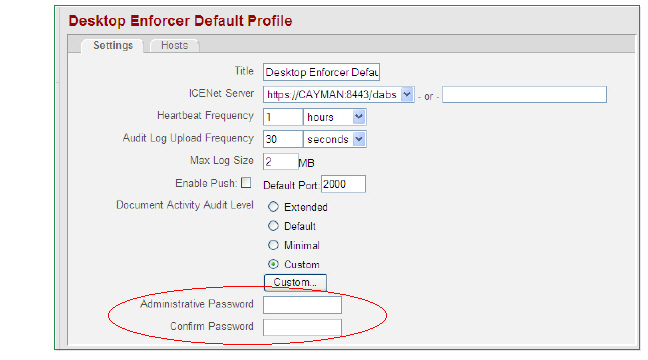 Desktop Enforcer Default Profile
Settings Hosts
Title Desktop Enforcer Defau
ICENet Server https://CAYMAN:8443/dabs - or -
Heartbeat Frequency 1 hours
Audit Log Upload Frequency 30 seconds
Max Log Size 2 MB
Enable Push: Default Port: 2000
Document Activity Audit Level Extended
Default
Minimal
Custom
Custom...
Administrative Password
Confirm Password